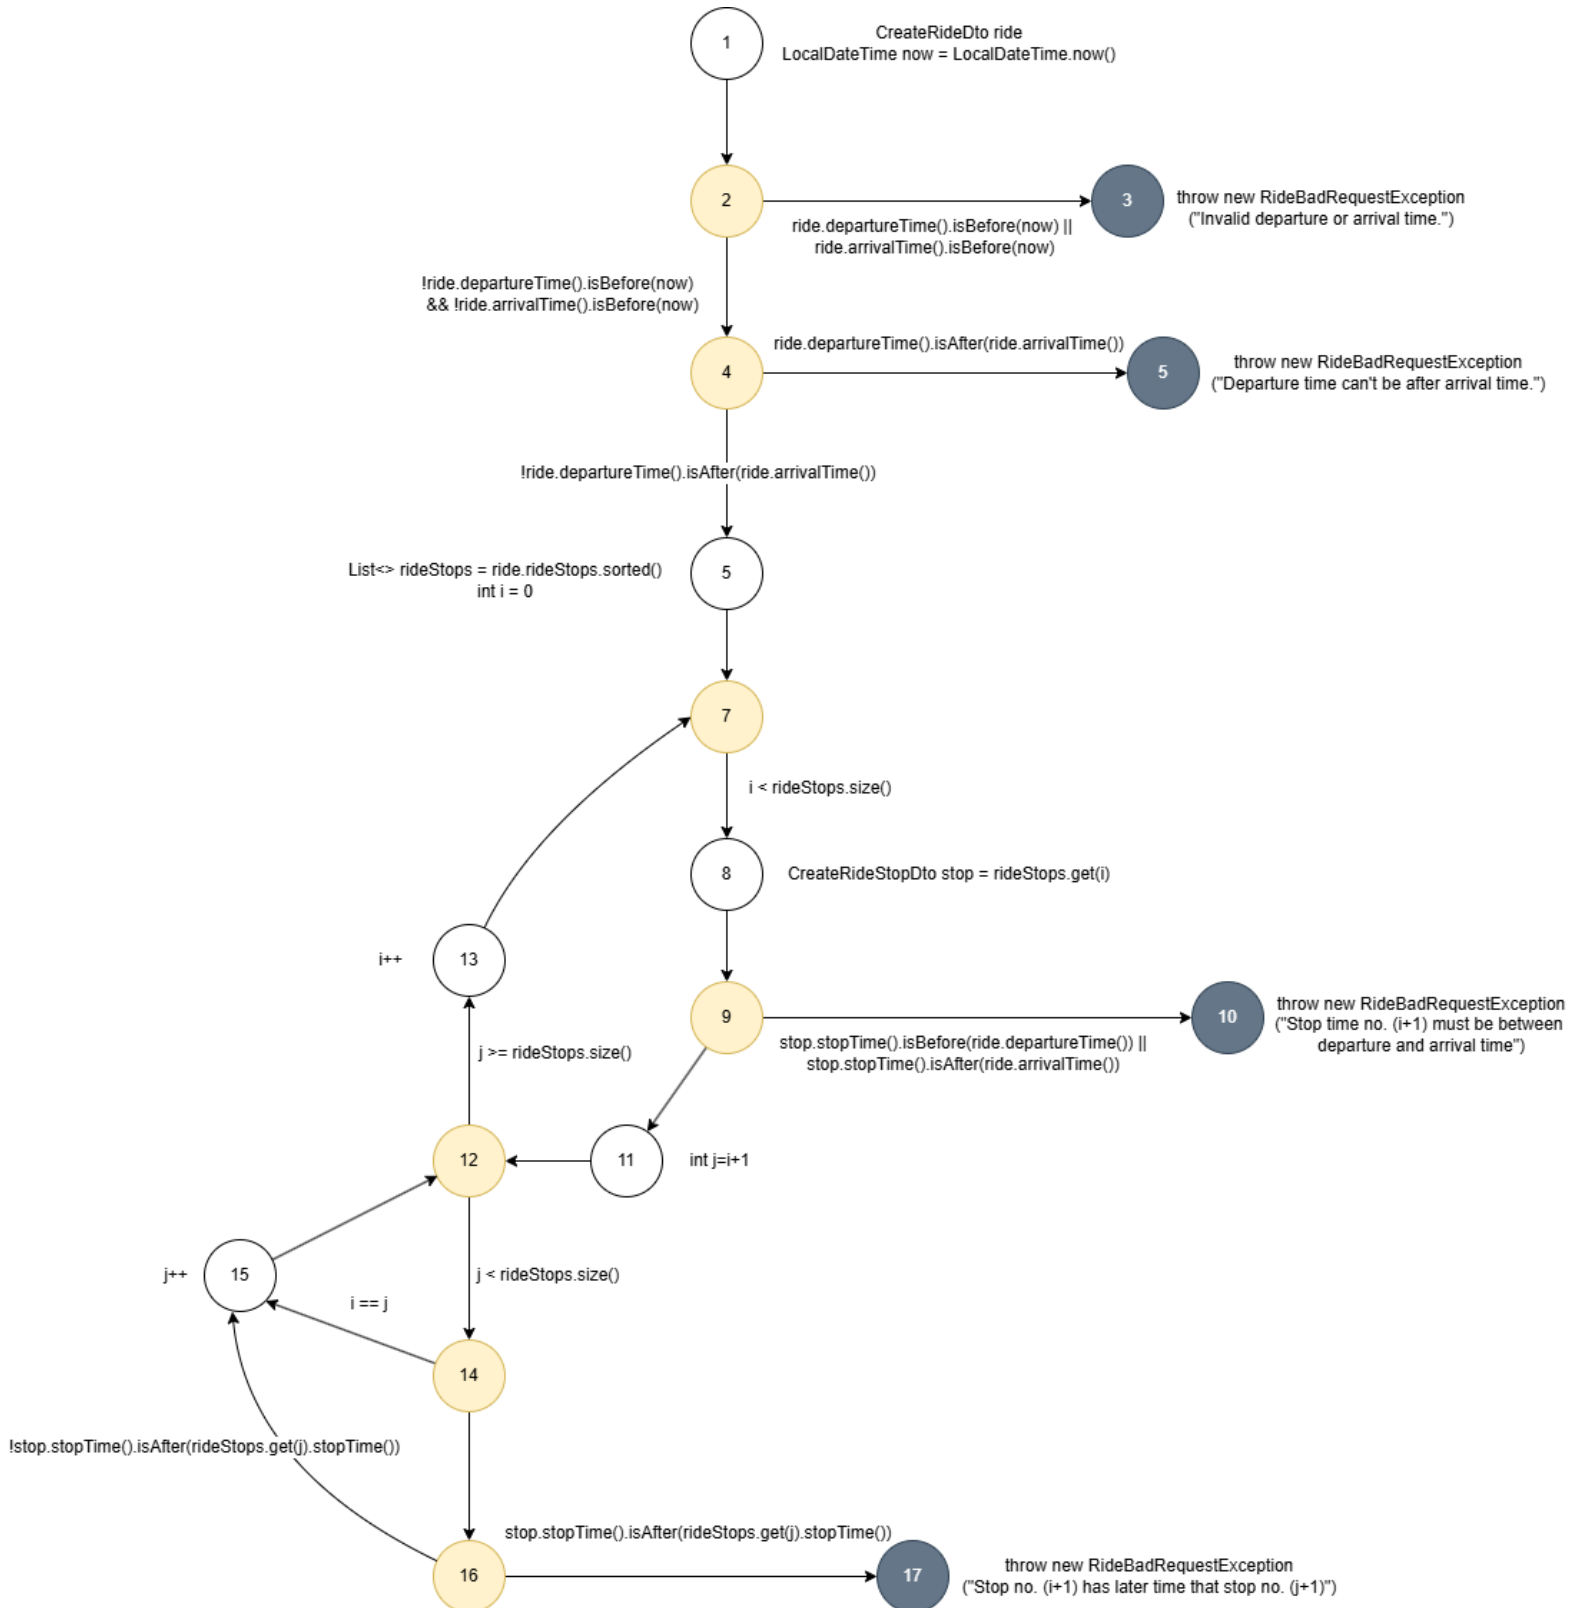 1
CreateRideDto ride
LocalDateTime now = LocalDateTime.now()
2
3
throw new RideBadRequestException
("Invalid departure or arrival time.")
ride.departureTime().isBefore(now) ||
ride.arrivalTime().isBefore(now)
!ride.departureTime().isBefore(now)
&& !ride.arrivalTime().isBefore(now)
4
ride.departureTime().isAfter(ride.arrivalTime())
5
throw new RideBadRequestException
("Departure time can't be after arrival time.")
!ride.departureTime().isAfter(ride.arrivalTime())
List<> rideStops = ride.rideStops.sorted()
int i = 0
5
7
i < rideStops.size()
8
CreateRideStopDto stop = rideStops.get(i)
i++
13
9
10
throw new RideBadRequestException
("Stop time no. (i+1) must be between
departure and arrival time")
stop.stopTime().isBefore(ride.departureTime()) ||
stop.stopTime().isAfter(ride.arrivalTime())
j >= rideStops.size()
12
11
int j=i+1
j++
15
j < rideStops.size()
i == j
14
!stop.stopTime().isAfter(rideStops.get(j).stopTime())
stop.stopTime().isAfter(rideStops.get(j).stopTime())
16
17
throw new RideBadRequestException
("Stop no. (i+1) has later time that stop no. (j+1)")